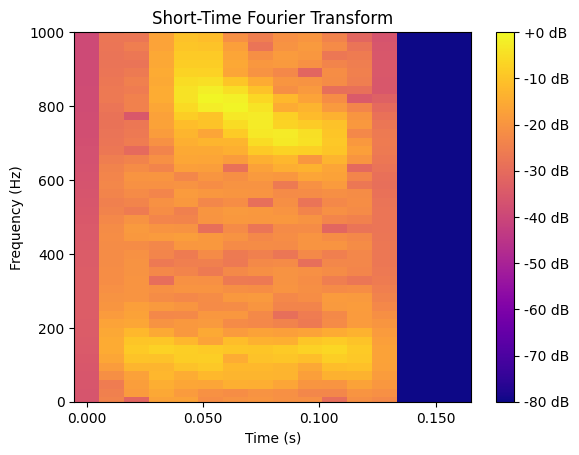 Short-Time Fourier Transform
1000
800
600
400
200
0
Frequency (Hz)
0.000
0.050
0.100
0.150
Time (s)
+0 dB
-10 dB
-20 dB
-30 dB
-40 dB
-50 dB
-60 dB
-70 dB
-80 dB